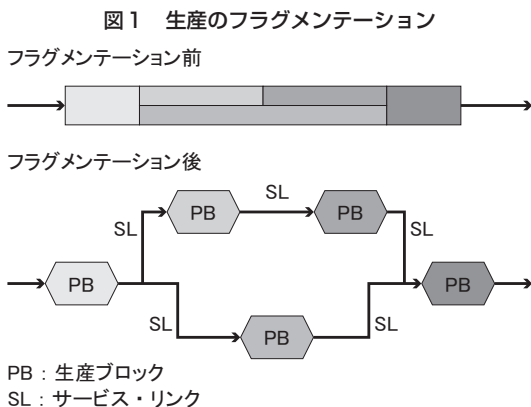 図1 生産のフラグメンテーション
フラグメンテーション前
フラグメンテーション後
SL
PB
PB
SL
SL
PB
PB
SL
SL
PB
PB：生産ブロック
SL：サービス・リンク